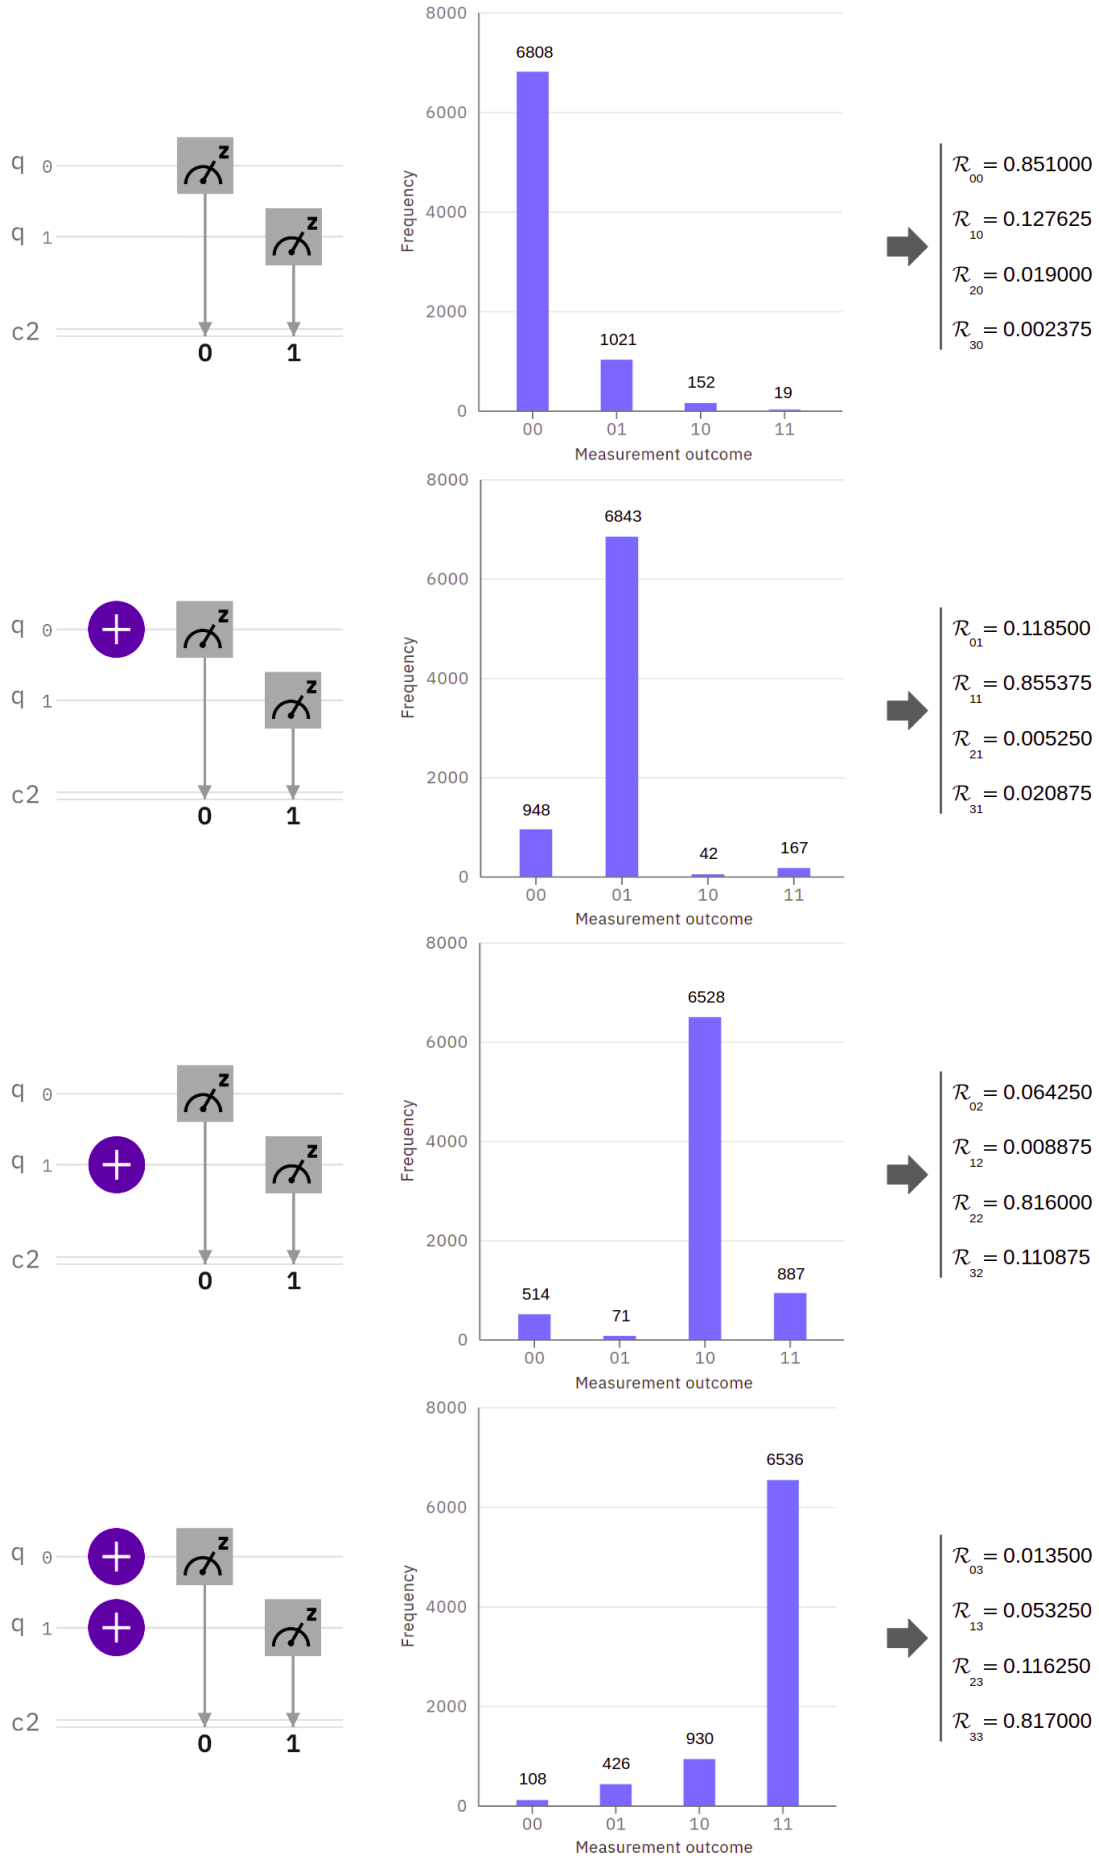 8000
6808
6000
4000
2000
0
1021
152
19
00 01 10 11
Frequency
Measurement outcome
q 0
z
q 1
z
c2
0 1
ℛ00 = 0.851000
ℛ10 = 0.127625
ℛ20 = 0.019000
ℛ30 = 0.002375
8000
6843
6000
4000
2000
0
948
42
167
00 01 10 11
Frequency
Measurement outcome
q 0
z
q 1
z
c2
0 1
ℛ01 = 0.118500
ℛ11 = 0.855375
ℛ21 = 0.005250
ℛ31 = 0.020875
8000
6528
6000
4000
2000
0
514
71
887
00 01 10 11
Frequency
Measurement outcome
q 0
z
q 1
z
c2
0 1
ℛ02 = 0.064250
ℛ12 = 0.008875
ℛ22 = 0.816000
ℛ32 = 0.110875
8000
6536
6000
4000
2000
0
108
426
930
00 01 10 11
Frequency
Measurement outcome
q 0
z
q 1
z
c2
0 1
ℛ03 = 0.013500
ℛ13 = 0.053250
ℛ23 = 0.116250
ℛ33 = 0.817000